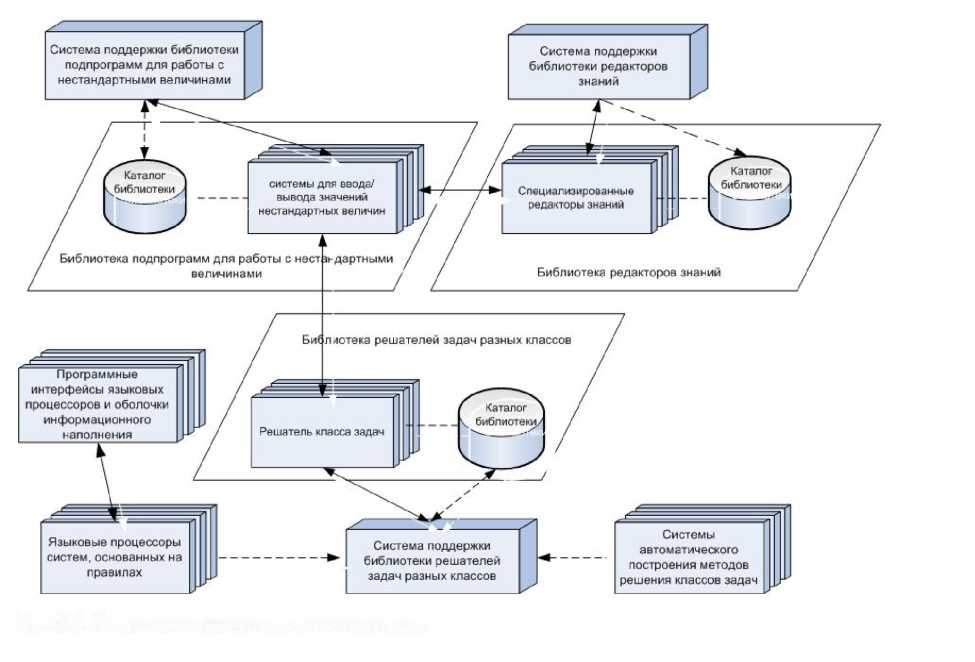 Система поддержки библиотеки
подпрограмм для работы с
нестандартными величинами
Система поддержки
библиотеки редакторов
знаний
Каталог
библиотеки
системы для ввода/
вывода значений
нестандартных величин
Специализированные
редакторы знаний
Каталог
библиотеки
Библиотека подпрограмм для работы с нестандартными
величинами
Библиотека редакторов знаний
Библиотека решателей задач разных классов
Программные
интерфейсы языковых
процессоров и оболочки
информационного
наполнения
Решатель класса задач
Каталог
библиотеки
Языковые процессоры
систем, основанных на
правилах
Система поддержки
библиотеки решателей
задач разных классов
Системы
автоматического
построения методов
решения классов задач